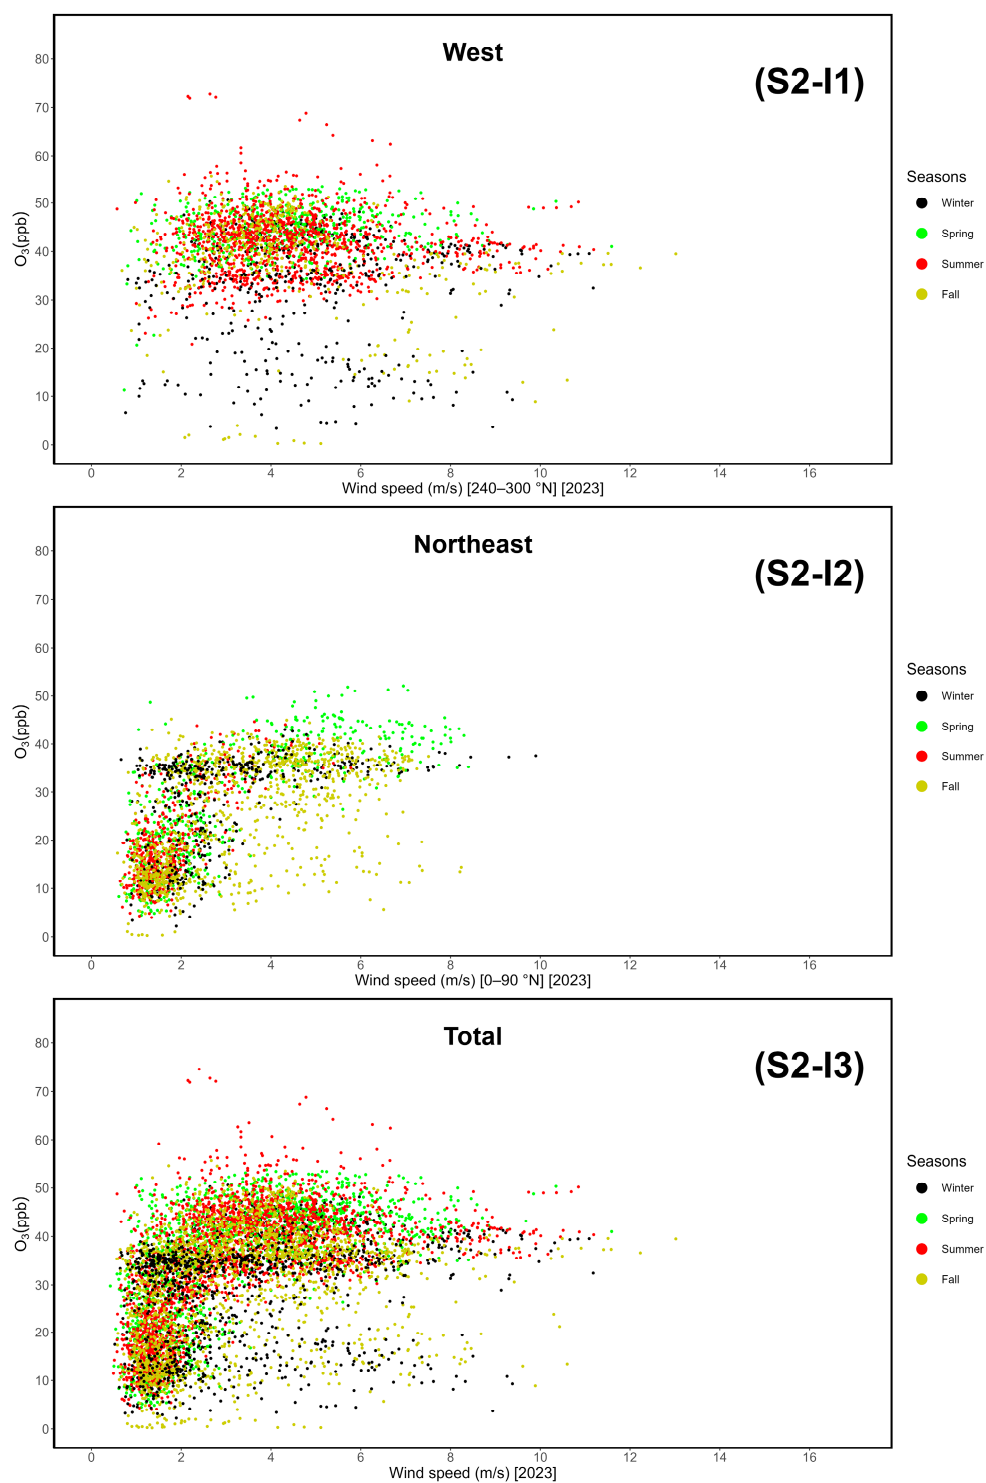 West
(S2-I1)
80
70
60
50
40
30
20
10
0
O3(ppb)
0 2 4 6 8 10 12 14 16
Wind speed (m/s) [240–300 °N] [2023]
Seasons
Winter
Spring
Summer
Fall
Northeast
(S2-I2)
80
70
60
50
40
30
20
10
0
O3(ppb)
0 2 4 6 8 10 12 14 16
Wind speed (m/s) [0–90 °N] [2023]
Seasons
Winter
Spring
Summer
Fall
Total
(S2-I3)
80
70
60
50
40
30
20
10
0
O3(ppb)
0 2 4 6 8 10 12 14 16
Wind speed (m/s) [2023]
Seasons
Winter
Spring
Summer
Fall